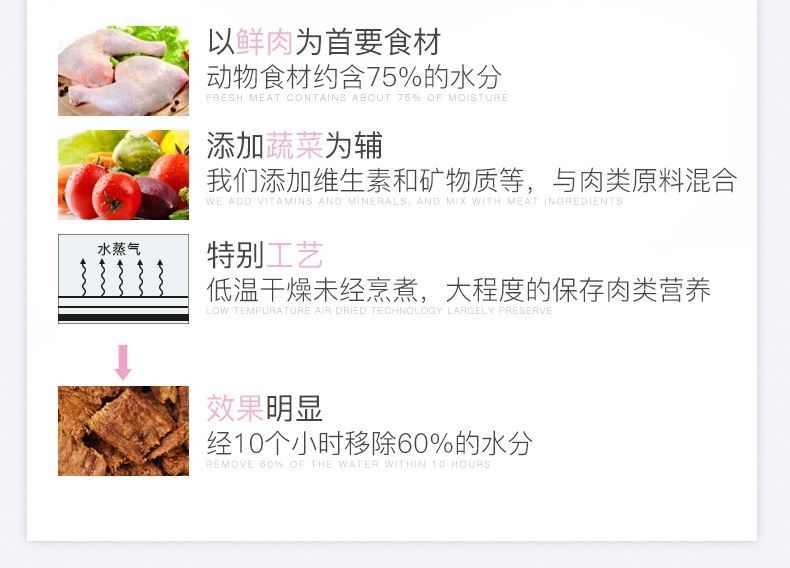 以鲜肉为首要食材
动物食材约含75%的水分
FRESH MEAT CONTAINS ABOUT 75% OF MOISTURE
添加蔬菜为辅
我们添加维生素和矿物质等，与肉类原料混合
WE ADD VITAMINS AND MINERALS, AND MIX WITH MEAT INGREDIENTS
水蒸气
特别工艺
低温干燥未经烹煮，大程度的保存肉类营养
LOW TEMPURATURE AIR DRIED TECHNOLOGY LARGELY PRESERVE
效果明显
经10个小时移除60%的水分
REMOVE 60% OF THE WATER WITHIN 10 HOURS